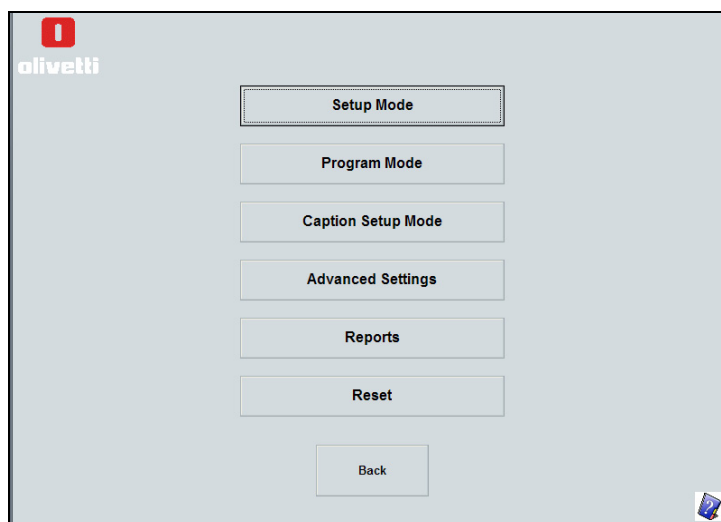 olivetti
Setup Mode
Program Mode
Caption Setup Mode
Advanced Settings
Reports
Reset
Back
?